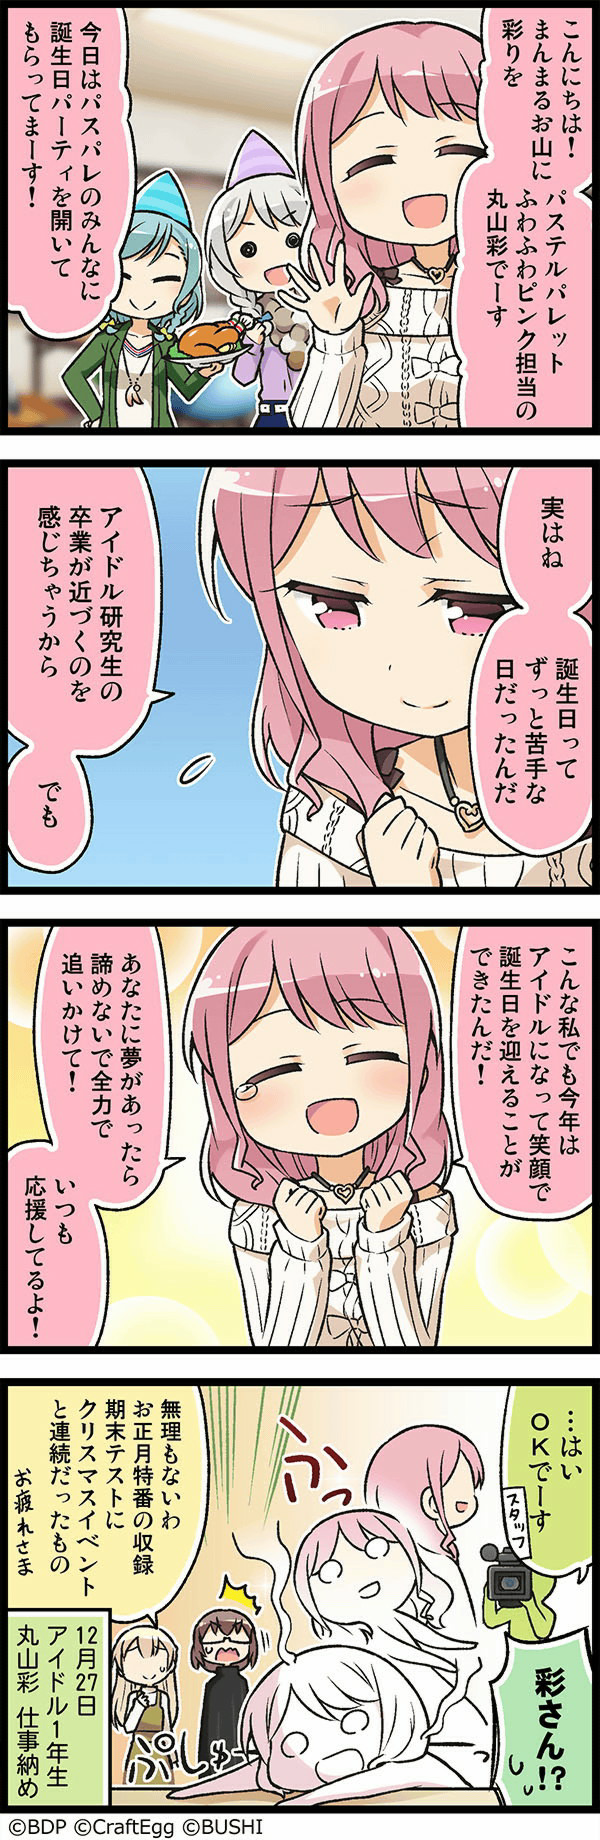 こんにちは！
まんまるお山に
彩りを
パステルパレット
ふわふわピンク担当の
丸山彩でーす
今日はパスパレのみんなに
誕生日パーティを開いて
もらってまーす！
実はね
誕生日って
ずっと苦手な
日だったんだ
アイドル研究生の
卒業が近づくのを
感じちゃうから
でも
こんな私でも今年は
アイドルになって笑顔で
誕生日を迎えることが
できたんだ！
あなたに夢があったら
諦めないで全力で
追いかけて！
いつも
応援してるよ！
…はい
OKでーす
スタッフ
ふっ
彩さん!?
ぷしゅー
無理もないわ
お正月特番の収録
期末テストに
クリスマスイベント
と連続だったもの
お疲れさま
12月27日
アイドル1年生
丸山彩 仕事納め
©BDP ©CraftEgg ©BUSHI